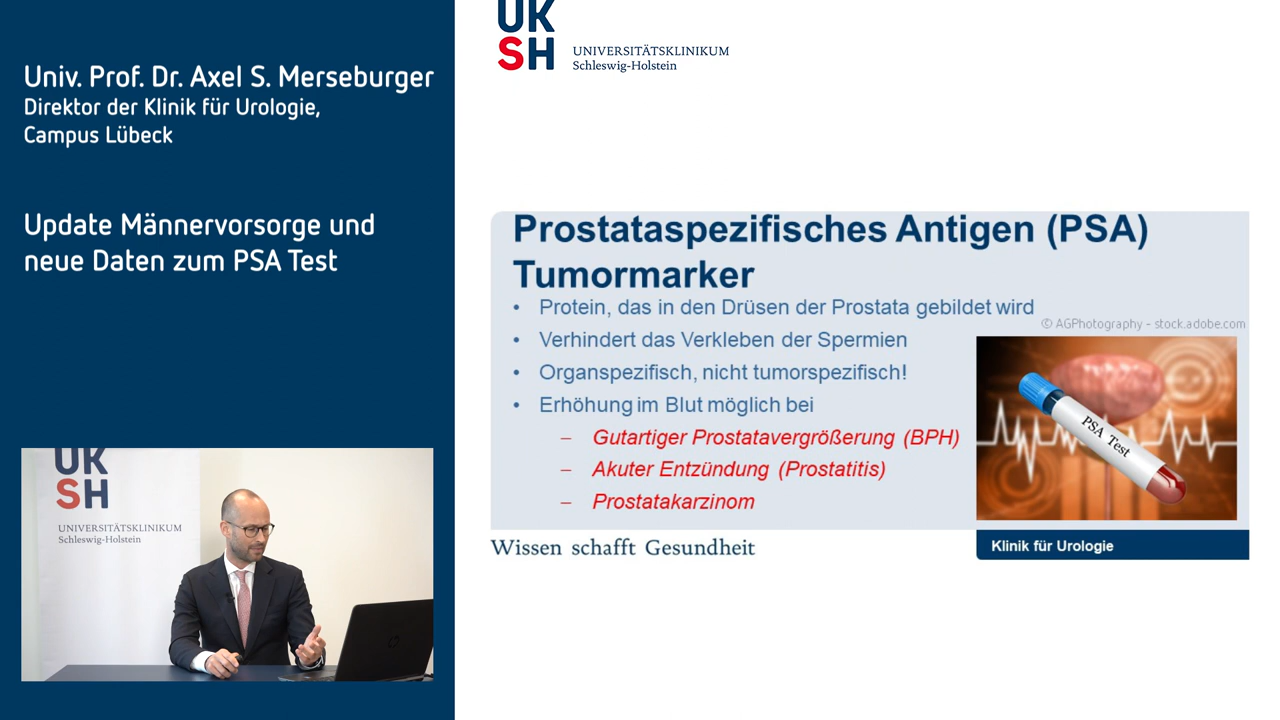 Univ. Prof. Dr. Axel S. Merseburger
Direktor der Klinik für Urologie,
Campus Lübeck
Update Männervorsorge und
neue Daten zum PSA Test
UK
SH
UNIVERSITÄTSKLINIKUM
Schleswig-Holstein
UK
SH
UNIVERSITÄTSKLINIKUM
Schleswig-Holstein
Prostataspezifisches Antigen (PSA)
Tumormarker
• Protein, das in den Drüsen der Prostata gebildet wird
© AGPhotography - stock.adobe.com
• Verhindert das Verkleben der Spermien
• Organspezifisch, nicht tumorspezifisch!
• Erhöhung im Blut möglich bei
– Gutartiger Prostatavergrößerung (BPH)
– Akuter Entzündung (Prostatitis)
– Prostatakarzinom
PSA Test
Wissen schafft Gesundheit
Klinik für Urologie